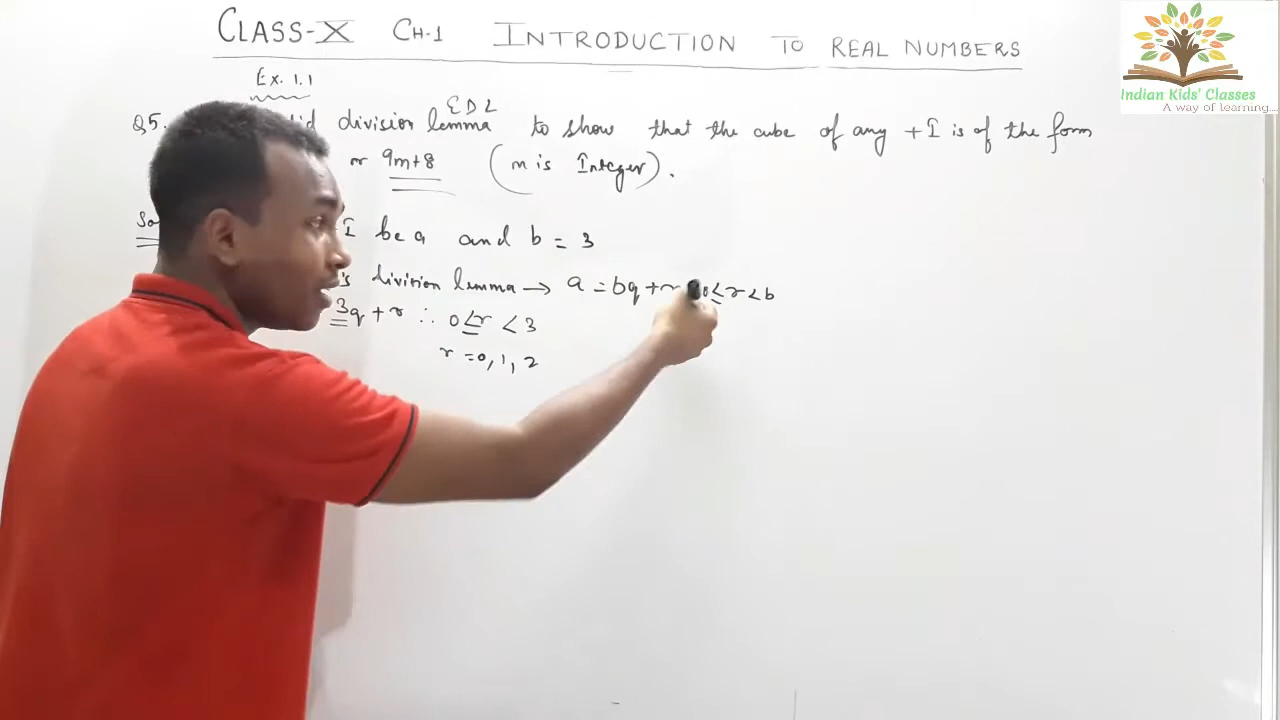 CLASS-X CH-1 INTRODUCTION TO REAL NUMBERS
Indian Kids' Classes
A way of learning...
Ex. 1.1
EDL
Q5. division lemma to show that the cube of any +I is of the form
or 9m+8 (m is Integer).
I be a and b = 3
division lemma → a = bq+r 0≤r<b
3q + r ∴ 0≤r <3
r =0,1,2